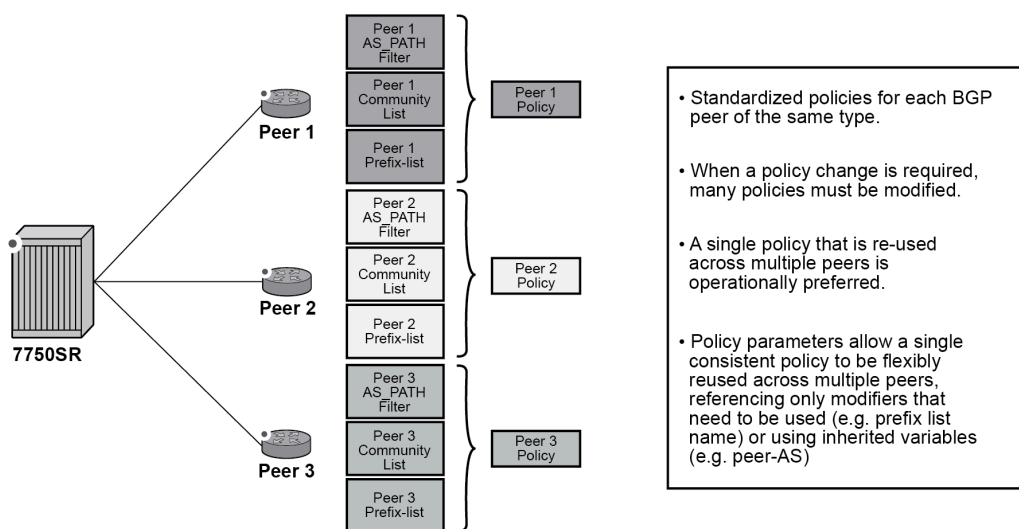 Peer 1
AS_PATH
Filter
Peer 1
Community
List
Peer 1
Prefix-list
Peer 1
Policy
Peer 1
Peer 2
AS_PATH
Filter
Peer 2
Community
List
Peer 2
Prefix-list
Peer 2
Policy
Peer 2
7750SR
Peer 3
AS_PATH
Filter
Peer 3
Community
List
Peer 3
Prefix-list
Peer 3
Policy
Peer 3
• Standardized policies for each BGP
peer of the same type.
• When a policy change is required,
many policies must be modified.
• A single policy that is re-used
across multiple peers is
operationally preferred.
• Policy parameters allow a single
consistent policy to be flexibly
reused across multiple peers,
referencing only modifiers that
need to be used (e.g. prefix list
name) or using inherited variables
(e.g. peer-AS)